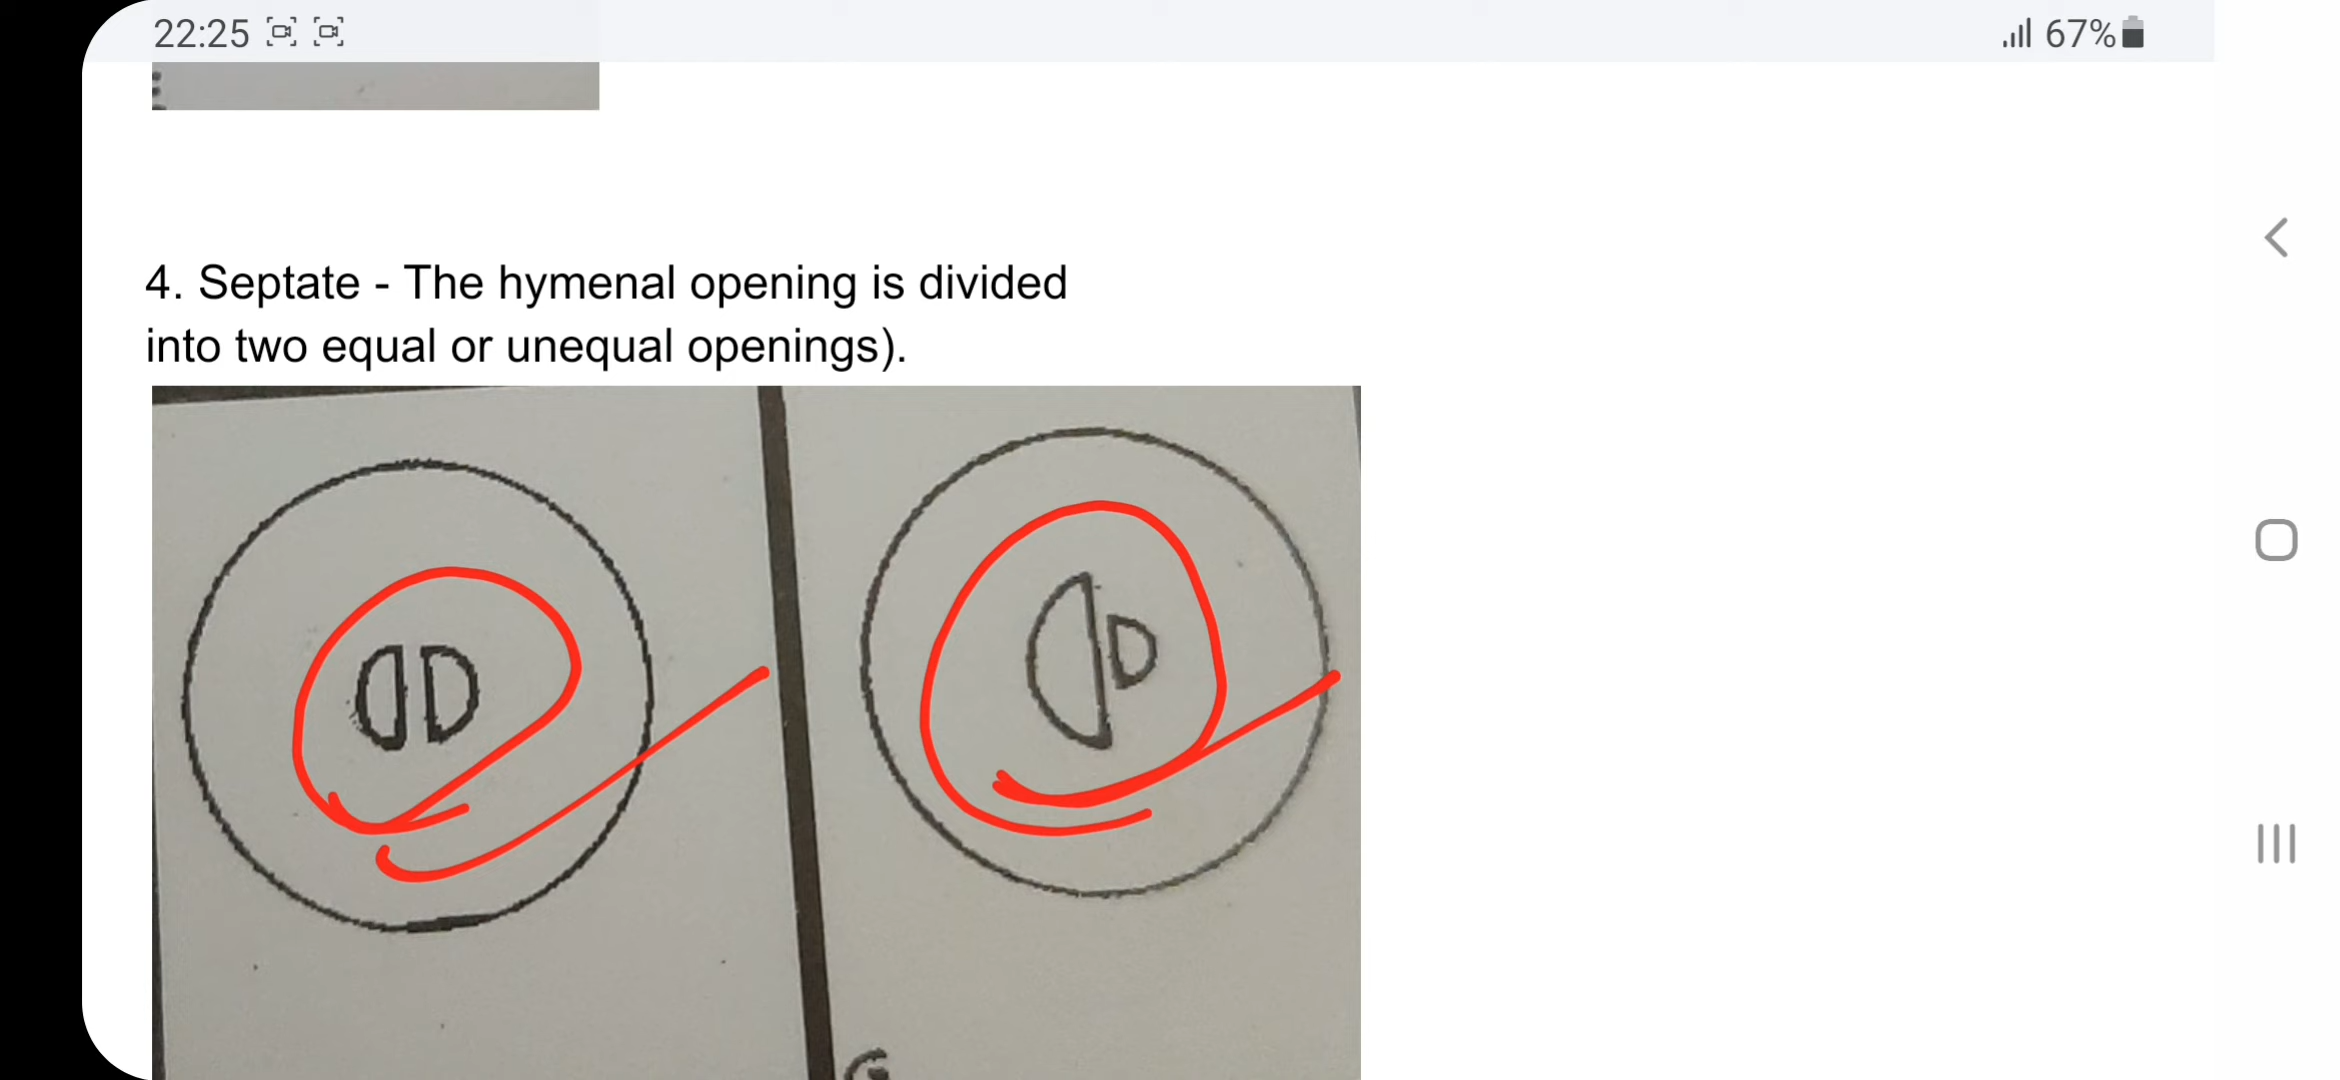 22:25 67%
4. Septate - The hymenal opening is divided
into two equal or unequal openings).